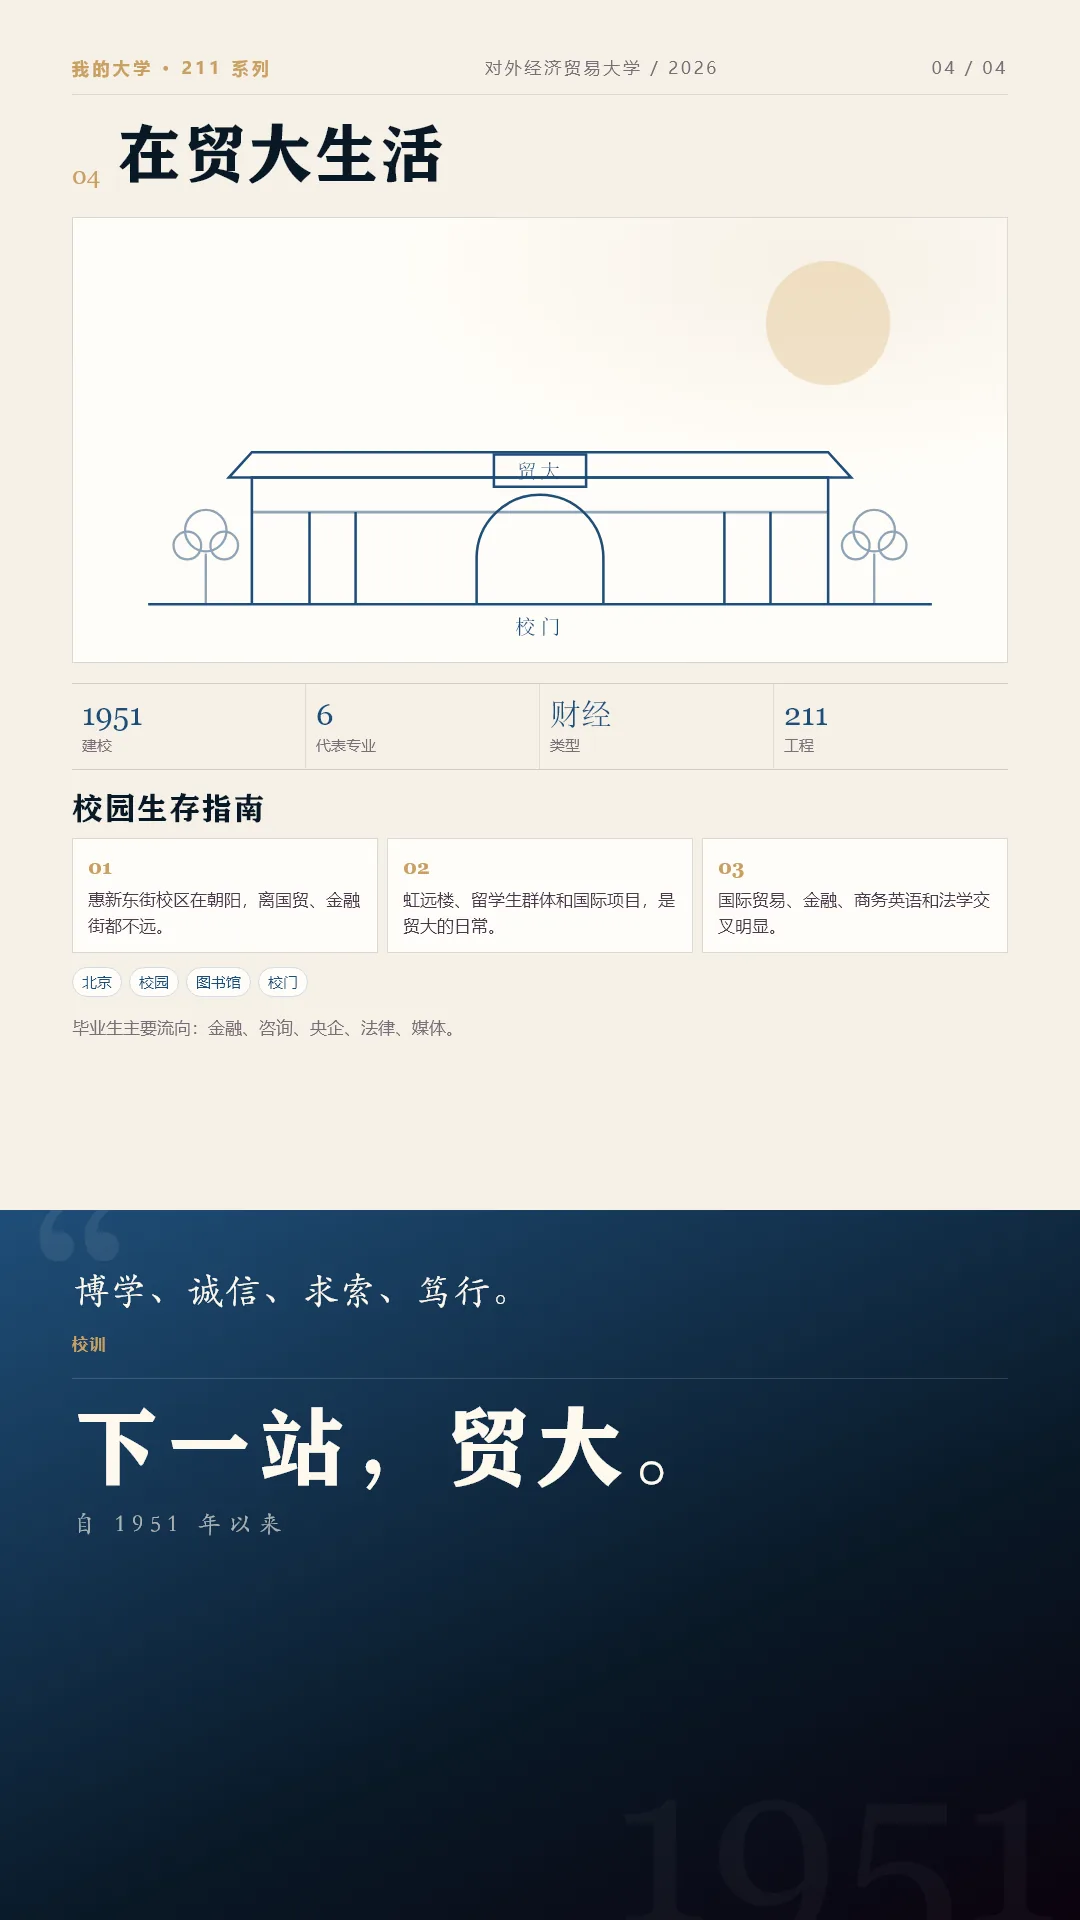 我的大学 · 211 系列
对外经济贸易大学 / 2026
04 / 04
04 在贸大生活
贸大
校门
1951
建校
6
代表专业
财经
类型
211
工程
校园生存指南
01
惠新东街校区在朝阳，离国贸、金融
街都不远。
02
虹远楼、留学生群体和国际项目，是
贸大的日常。
03
国际贸易、金融、商务英语和法学交
叉明显。
北京 校园 图书馆 校门
毕业生主要流向：金融、咨询、央企、法律、媒体。
“
博学、诚信、求索、笃行。
校训
下一站，贸大。
自 1951 年以来
1951